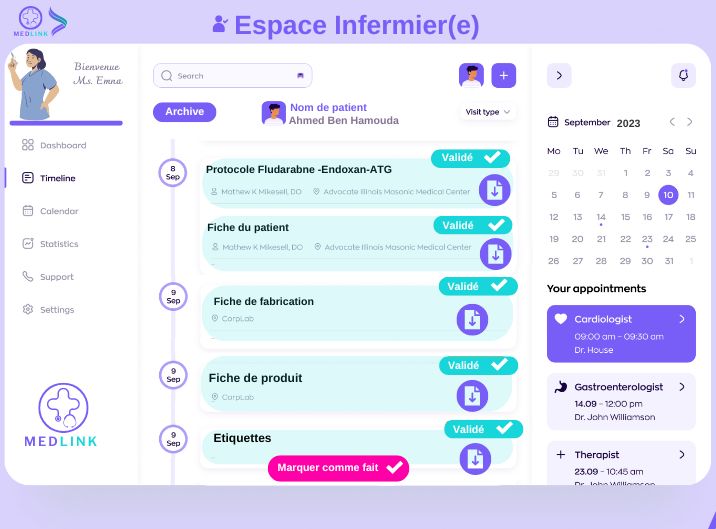 MEDLINK
Espace Infermier(e)
Bienvenue
Ms. Emna
Dashboard
Timeline
Calendar
Statistics
Support
Settings
MEDLINK
Search
+
Archive
Nom de patient
Ahmed Ben Hamouda
Visit type
8
Sep
Validé
Protocole Fludarabne -Endoxan-ATG
Mathew K Mikesell, DO
Advocate Illinois Masonic Medical Center
Validé
Fiche du patient
Mathew K Mikesell, DO
Advocate Illinois Masonic Medical Center
9
Sep
Validé
Fiche de fabrication
CorpLab
9
Sep
Validé
Fiche de produit
CorpLab
9
Sep
Validé
Etiquettes
Marquer comme fait
September 2023
Mo Tu We Th Fr Sa Su
29 30 31 1 2 3 4
5 6 7 8 9 10 11
12 13 14 15 16 17 18
19 20 21 22 23 24 25
26 27 28 29 30 31 1
Your appointments
Cardiologist
09:00 am - 09:30 am
Dr. House
Gastroenterologist
14.09 - 12:00 pm
Dr. John Williamson
Therapist
23.09 - 10:45 am
Dr. John Williamson